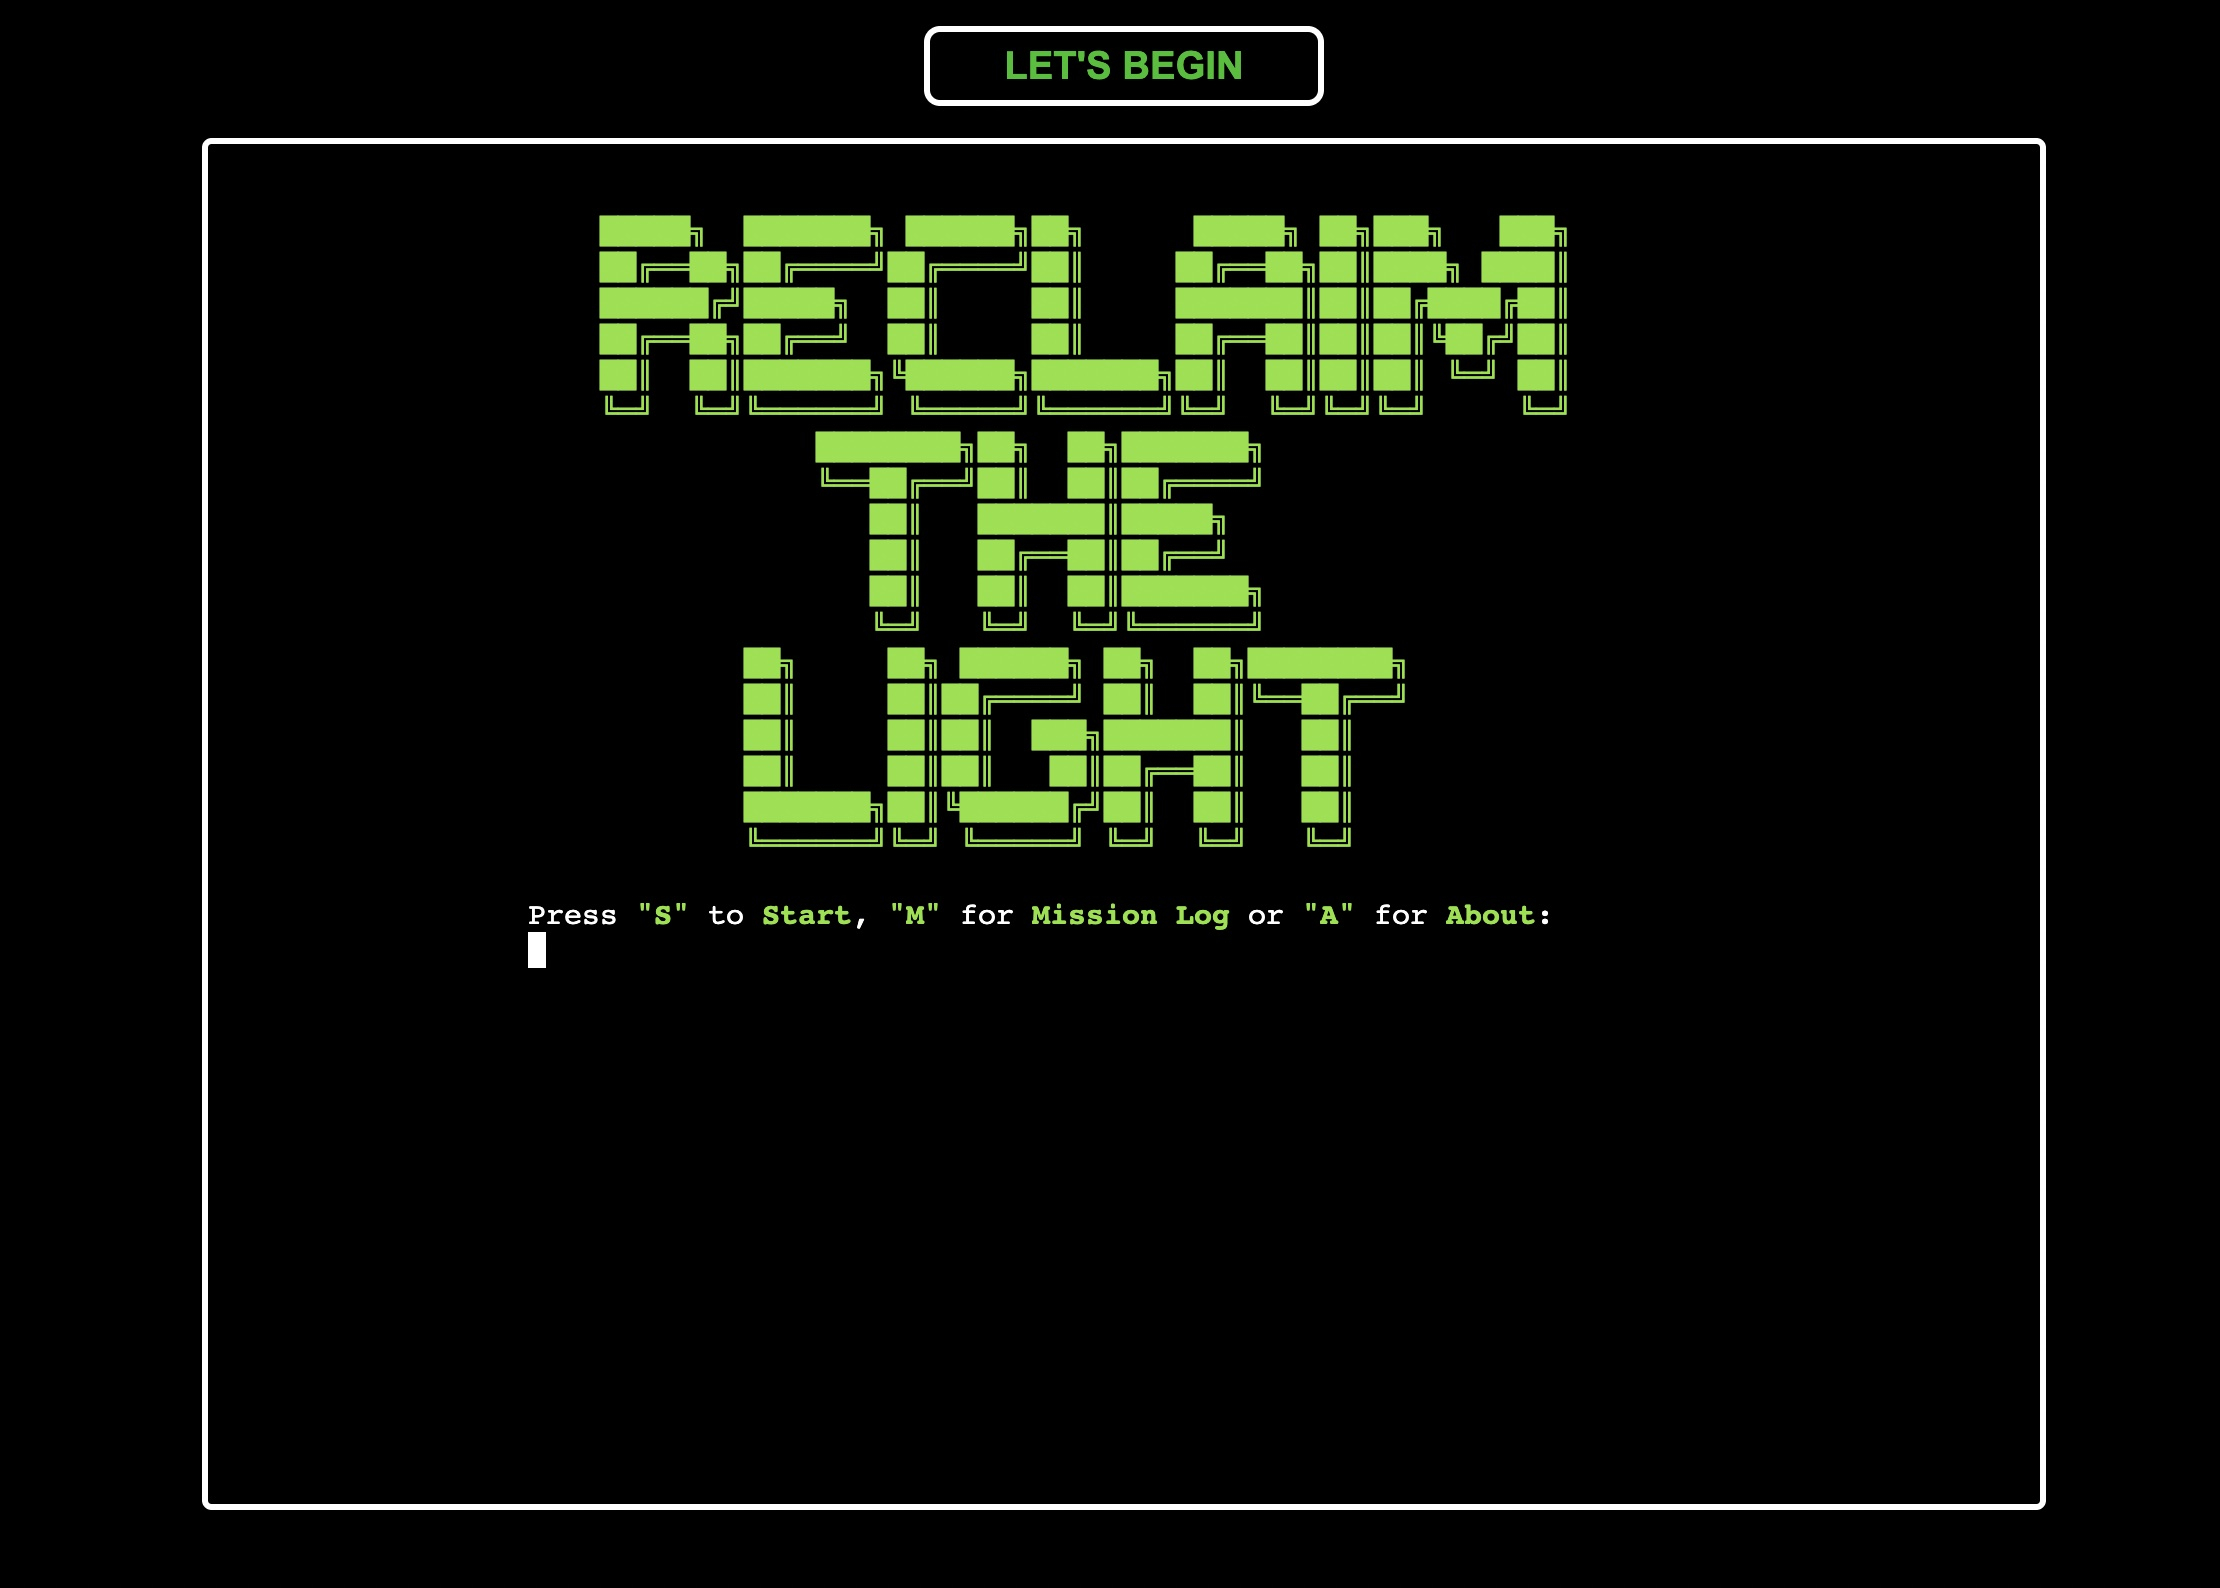 LET'S BEGIN
RECLAIM
THE
LIGHT
Press "S" to Start, "M" for Mission Log or "A" for About: